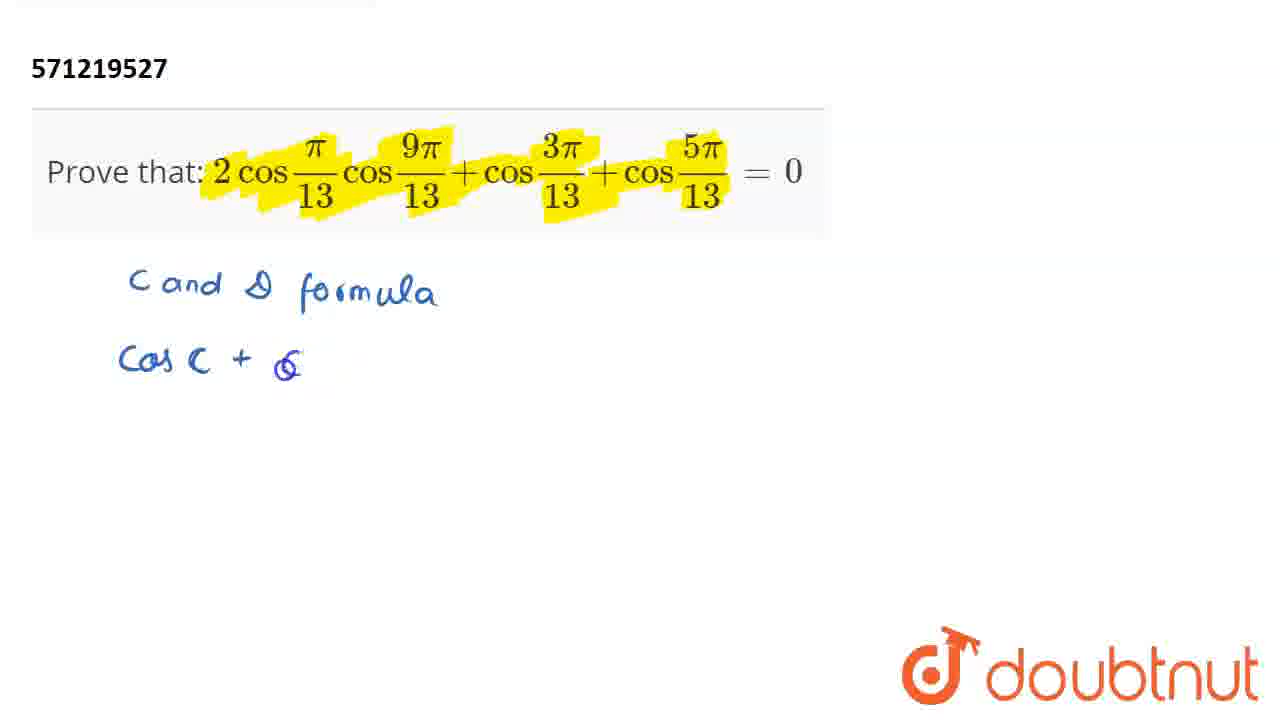 571219527
Prove that: 2 cos π/13 cos 9π/13 + cos 3π/13 + cos 5π/13 = 0
C and D formula
Cos C +
doubtnut